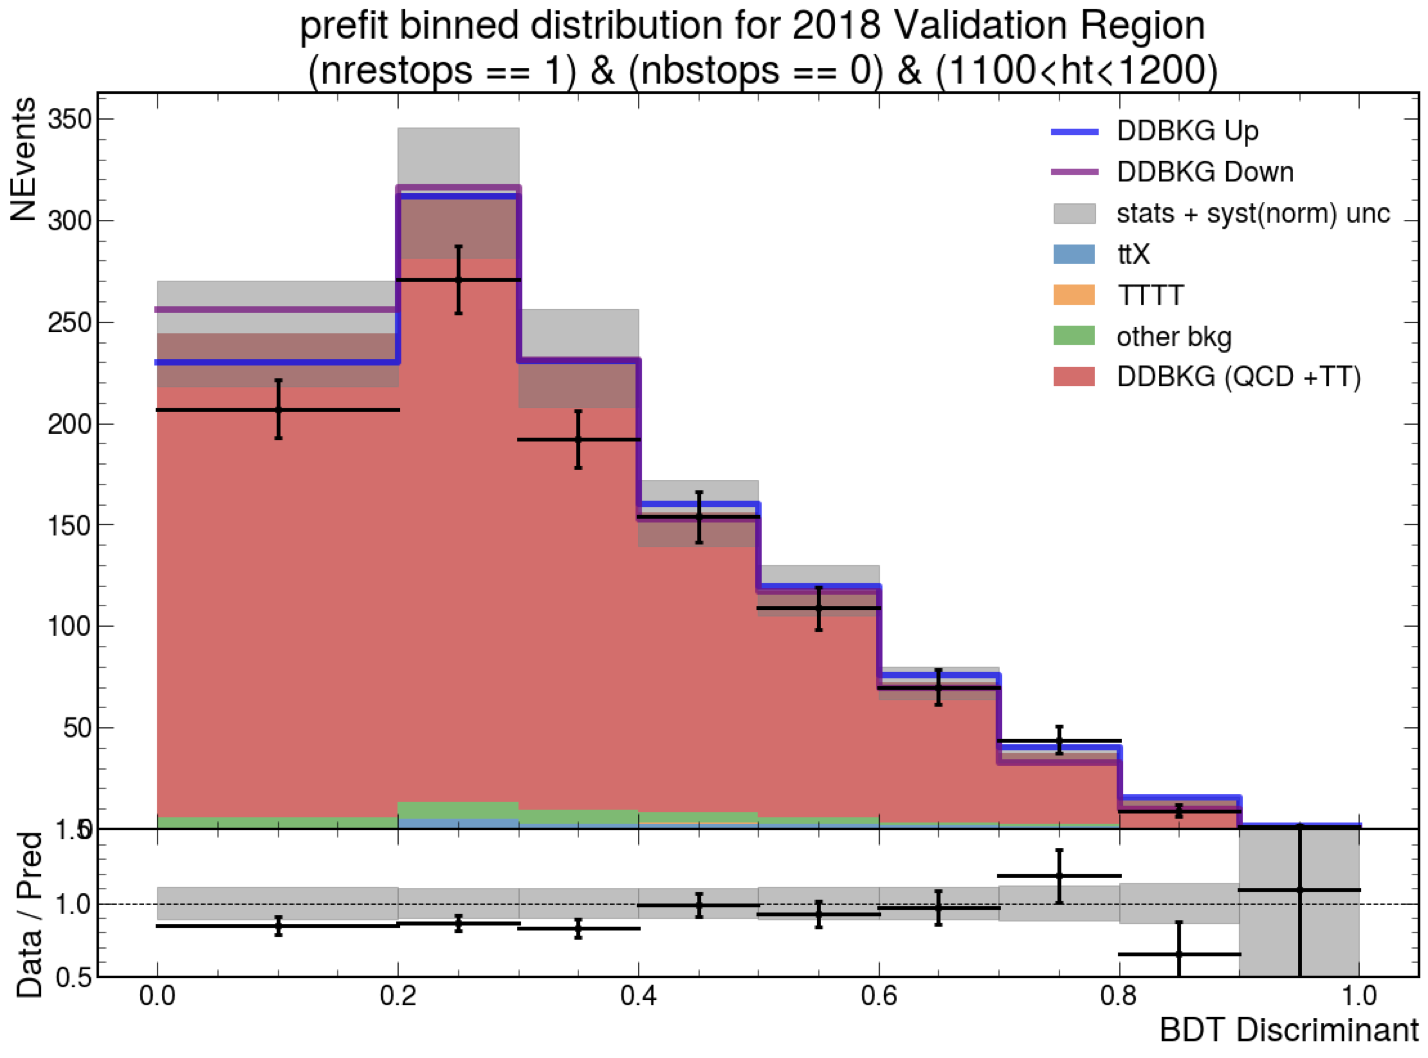 prefit binned distribution for 2018 Validation Region
(nrestops == 1) & (nbstops == 0) & (1100<ht<1200)
NEvents
350
300
250
200
150
100
50
0
DDBKG Up
DDBKG Down
stats + syst(norm) unc
ttX
TTTT
other bkg
DDBKG (QCD +TT)
Data / Pred
1.5
1.0
0.5
0.0 0.2 0.4 0.6 0.8 1.0
BDT Discriminant